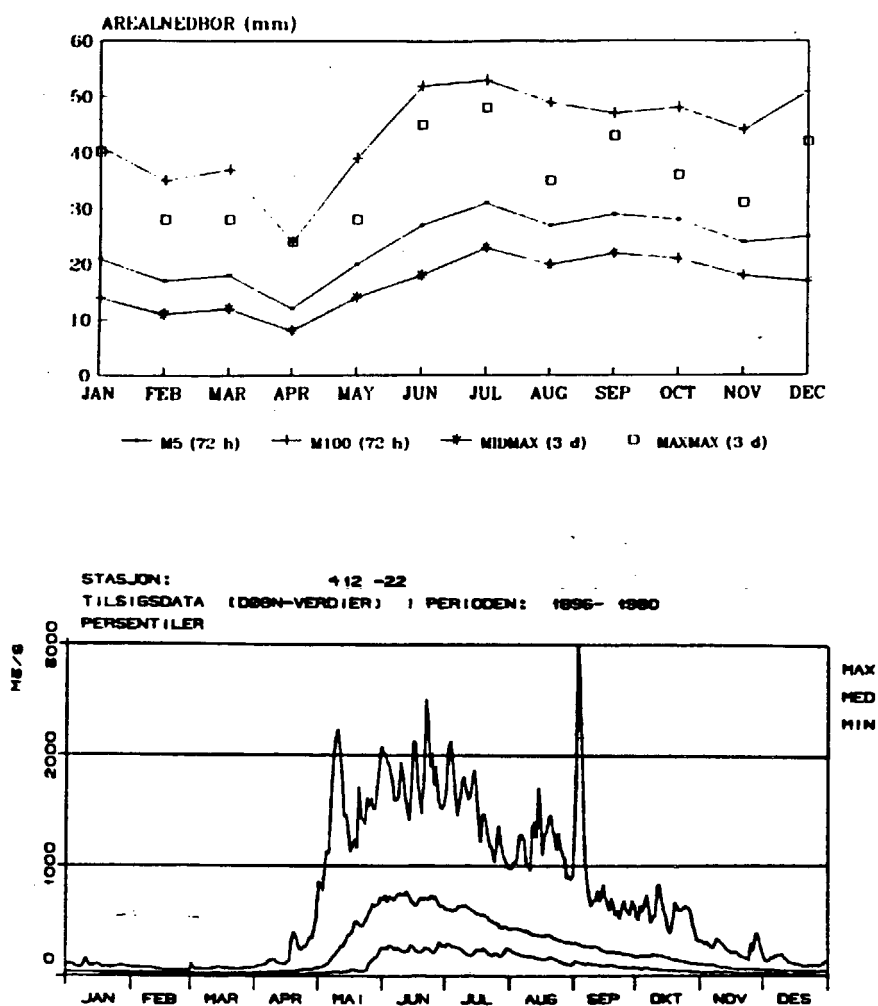 AREALNEDBOR (mm)
60
50
40
30
20
10
0
JAN FEB MAR APR MAY JUN JUL AUG SEP OCT NOV DEC
M5 (72 h) M100 (72 h) MIDMAX (3 d) MAXMAX (3 d)
STASJON: 412 -22
TILSIGSDATA (DØGN-VERDIER) I PERIODEN: 1896- 1980
PERSENTILER
M3/S
3000
2000
1000
0
MAX
MED
MIN
JAN FEB MAR APR MAI JUN JUL AUG SEP OKT NOV DES